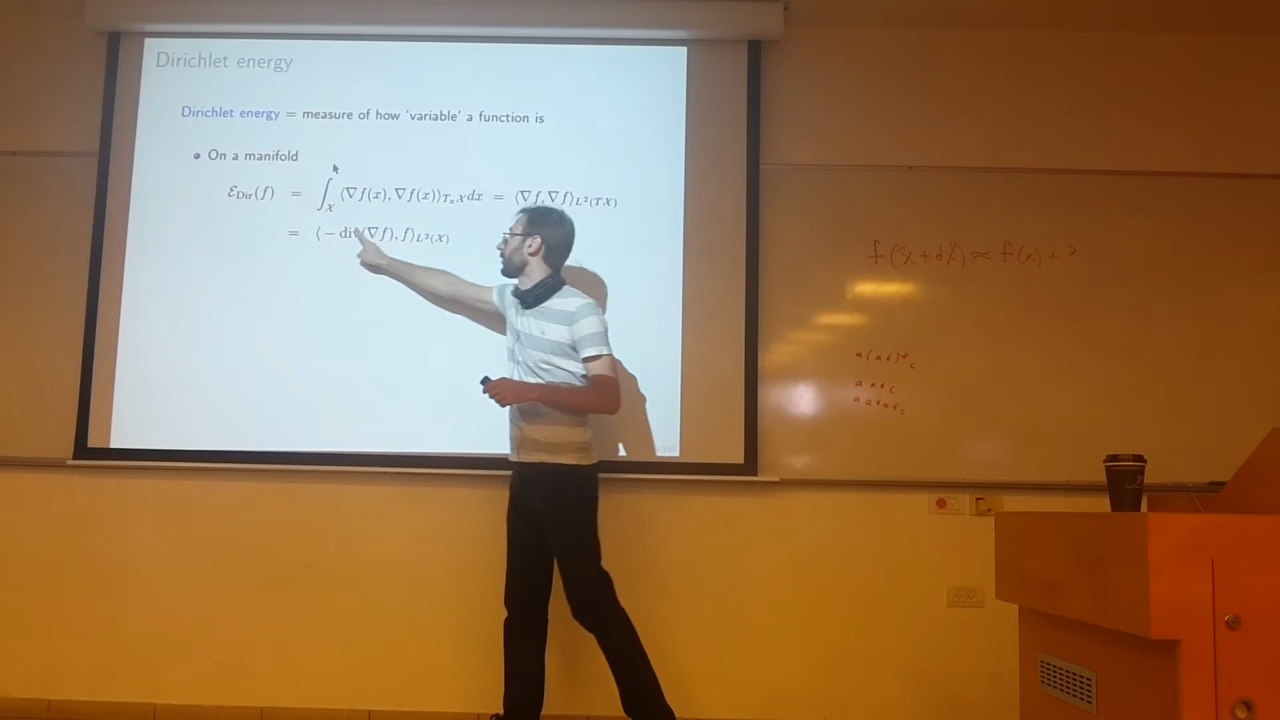 Dirichlet energy
Dirichlet energy = measure of how 'variable' a function is
• On a manifold
ℰ_Dir(f) = ∫_𝒳 ⟨∇f(x), ∇f(x)⟩_{T_x𝒳} dx = ⟨∇f, ∇f⟩_{L²(T𝒳)}
= ⟨− div(∇f), f⟩_{L²(𝒳)}
f(x+dx) ≈ f(x) +
a a b c
a a b a b c